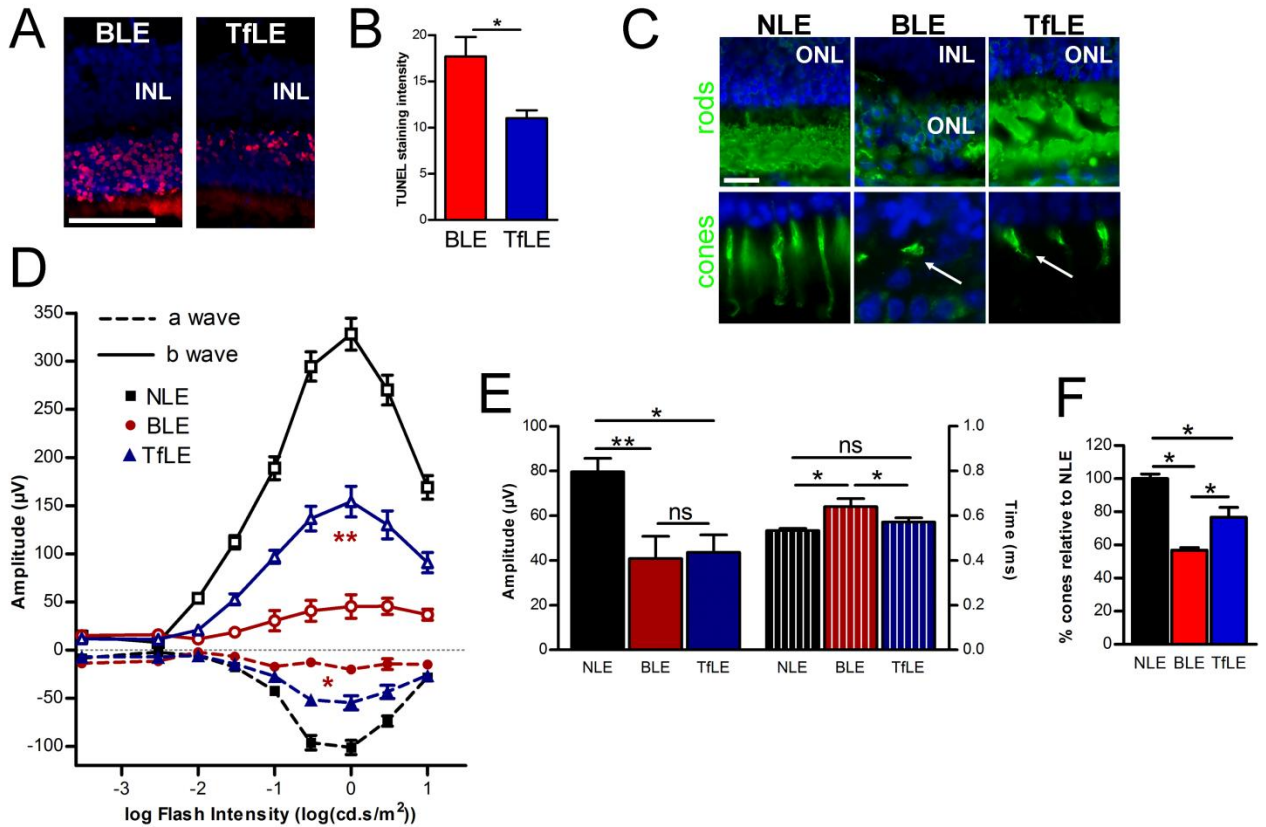 A
BLE
TfLE
INL
INL
B
*
TUNEL staining intensity
20
15
10
5
0
BLE
TfLE
C
NLE
BLE
TfLE
rods
ONL
INL
ONL
ONL
cones
D
a wave
b wave
NLE
BLE
TfLE
Amplitude (µV)
350
300
250
200
150
100
50
0
-50
-100
**
*
-3
-2
-1
0
1
log Flash Intensity (log(cd.s/m²))
E
Amplitude (µV)
100
80
60
40
20
0
*
**
ns
ns
*
*
1.0
0.8
0.6
0.4
0.2
0.0
Time (ms)
NLE
BLE
TfLE
NLE
BLE
TfLE
F
% cones relative to NLE
120
100
80
60
40
20
0
*
*
*
NLE
BLE
TfLE